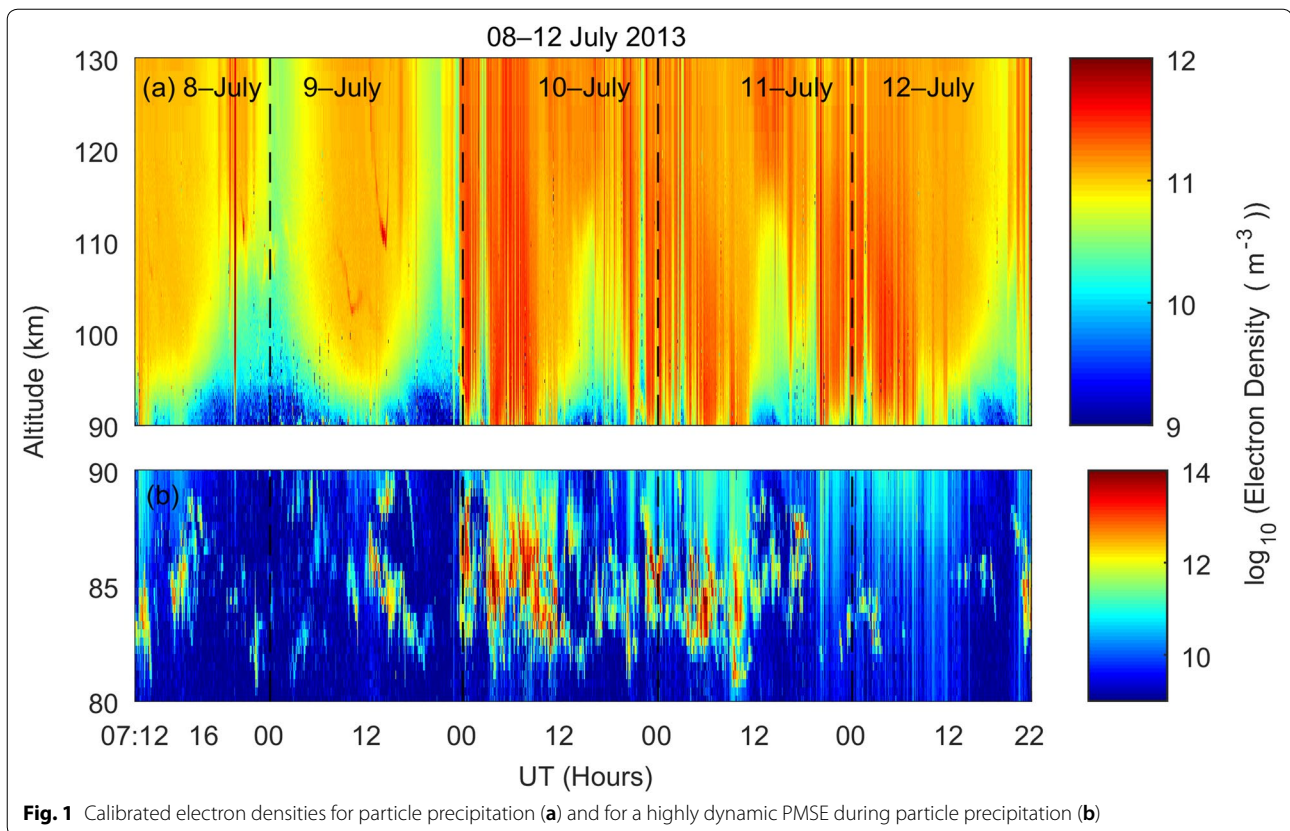 08–12 July 2013
130
120
110
100
90
(a) 8–July 9–July 10–July 11–July 12–July
12
11
10
9
Altitude (km)
log10 (Electron Density ( m-3))
90
85
80
(b)
14
12
10
07:12 16 00 12 00 12 00 12 00 12 22
UT (Hours)
Fig. 1 Calibrated electron densities for particle precipitation (a) and for a highly dynamic PMSE during particle precipitation (b)